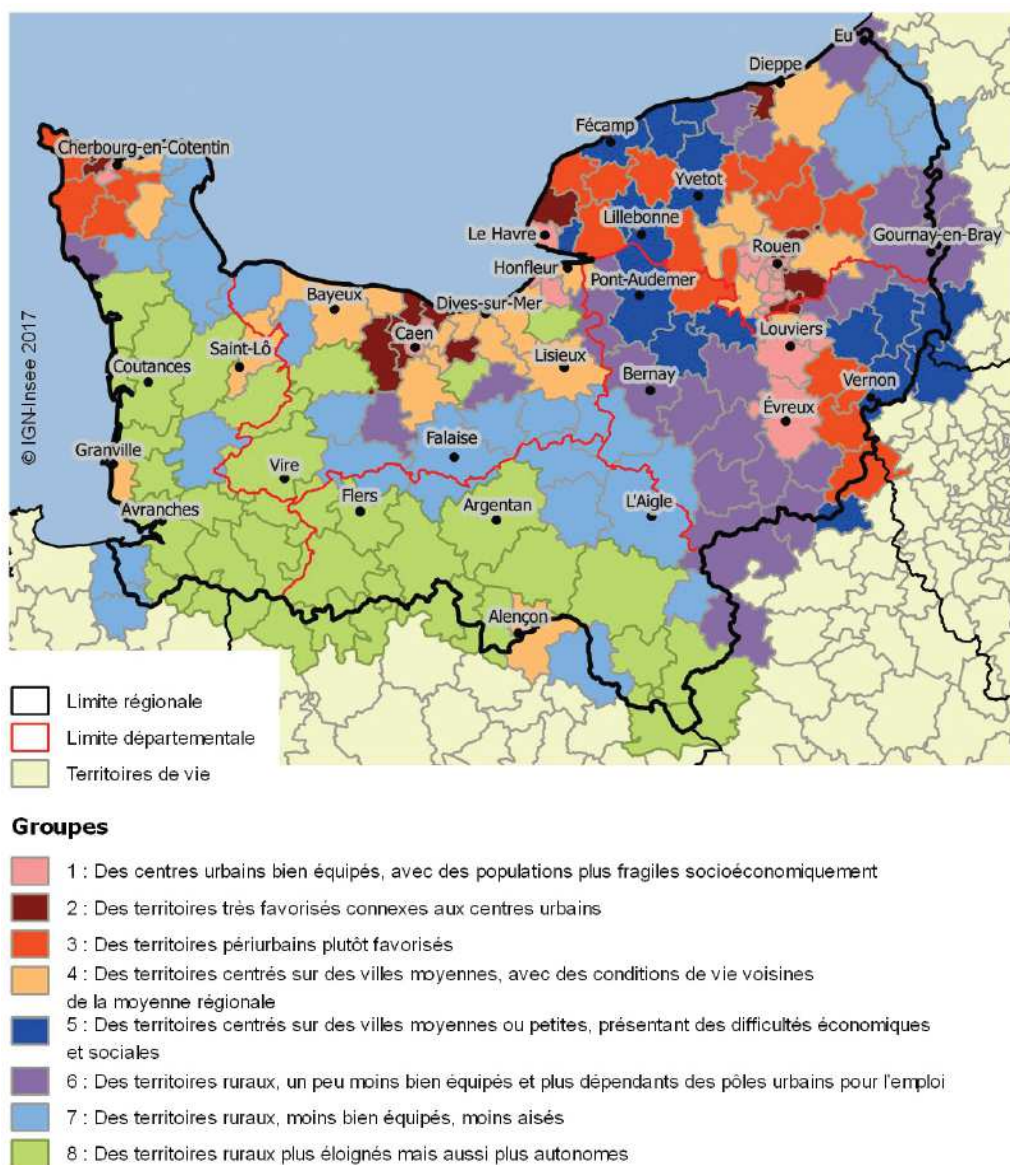 Eu
Dieppe
Cherbourg-en-Cotentin
Fécamp
Yvetot
Lillebonne
Le Havre
Rouen
Gournay-en-Bray
Honfleur
Pont-Audemer
Bayeux
Dives-sur-Mer
Caen
Louviers
Saint-Lô
Lisieux
Coutances
Bernay
Vernon
Évreux
Granville
Falaise
Vire
Flers
Argentan
L'Aigle
Avranches
Alençon
© IGN-Insee 2017
Limite régionale
Limite départementale
Territoires de vie
Groupes
1 : Des centres urbains bien équipés, avec des populations plus fragiles socioéconomiquement
2 : Des territoires très favorisés connexes aux centres urbains
3 : Des territoires périurbains plutôt favorisés
4 : Des territoires centrés sur des villes moyennes, avec des conditions de vie voisines
de la moyenne régionale
5 : Des territoires centrés sur des villes moyennes ou petites, présentant des difficultés économiques
et sociales
6 : Des territoires ruraux, un peu moins bien équipés et plus dépendants des pôles urbains pour l'emploi
7 : Des territoires ruraux, moins bien équipés, moins aisés
8 : Des territoires ruraux plus éloignés mais aussi plus autonomes